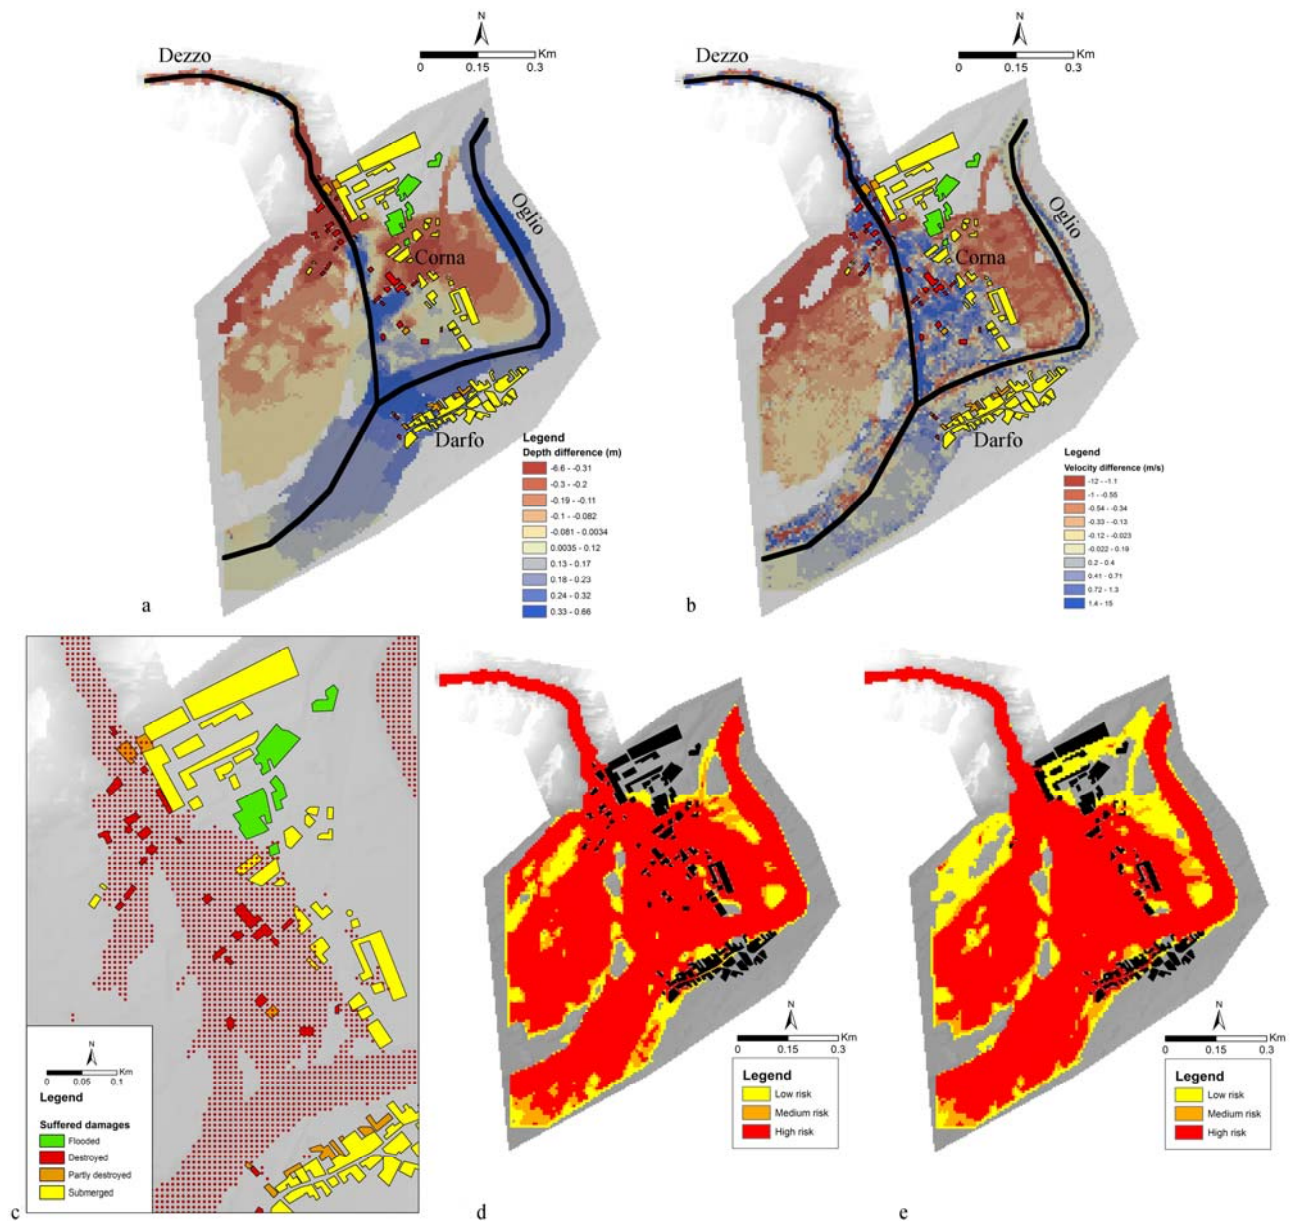 N
Km
0 0.15 0.3
Dezzo
Oglio
Corna
Darfo
Legend
Depth difference (m)
-6.6 - -0.31
-0.3 - -0.2
-0.19 - -0.11
-0.1 - -0.082
-0.081 - 0.0034
0.0035 - 0.12
0.13 - 0.17
0.18 - 0.23
0.24 - 0.32
0.33 - 0.66
a
N
Km
0 0.15 0.3
Dezzo
Oglio
Corna
Darfo
Legend
Velocity difference (m/s)
-12 - -1.1
-1 - -0.55
-0.54 - -0.34
-0.33 - -0.13
-0.12 - -0.023
-0.022 - 0.19
0.2 - 0.4
0.41 - 0.71
0.72 - 1.3
1.4 - 15
b
N
Km
0 0.05 0.1
Legend
Suffered damages
Flooded
Destroyed
Partly destroyed
Submerged
c
N
Km
0 0.15 0.3
Legend
Low risk
Medium risk
High risk
d
N
Km
0 0.15 0.3
Legend
Low risk
Medium risk
High risk
e